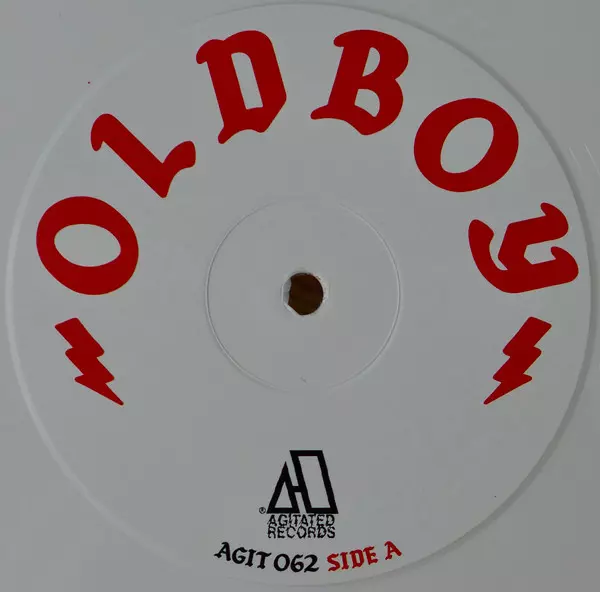 OLDBOY
® AGITATED
RECORDS
AGIT 062 SIDE A